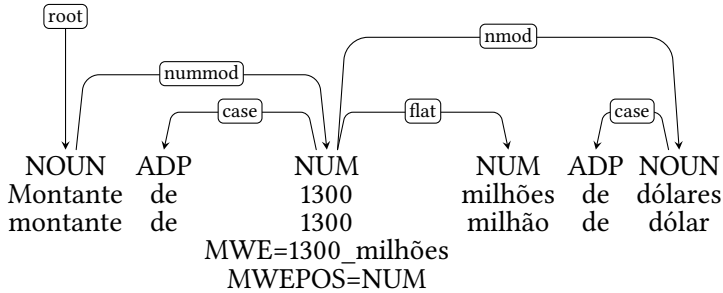 root
nmod
nummod
case flat case
NOUN ADP NUM NUM ADP NOUN
Montante de 1300 milhões de dólares
montante de 1300 milhão de dólar
MWE=1300_milhões
MWEPOS=NUM